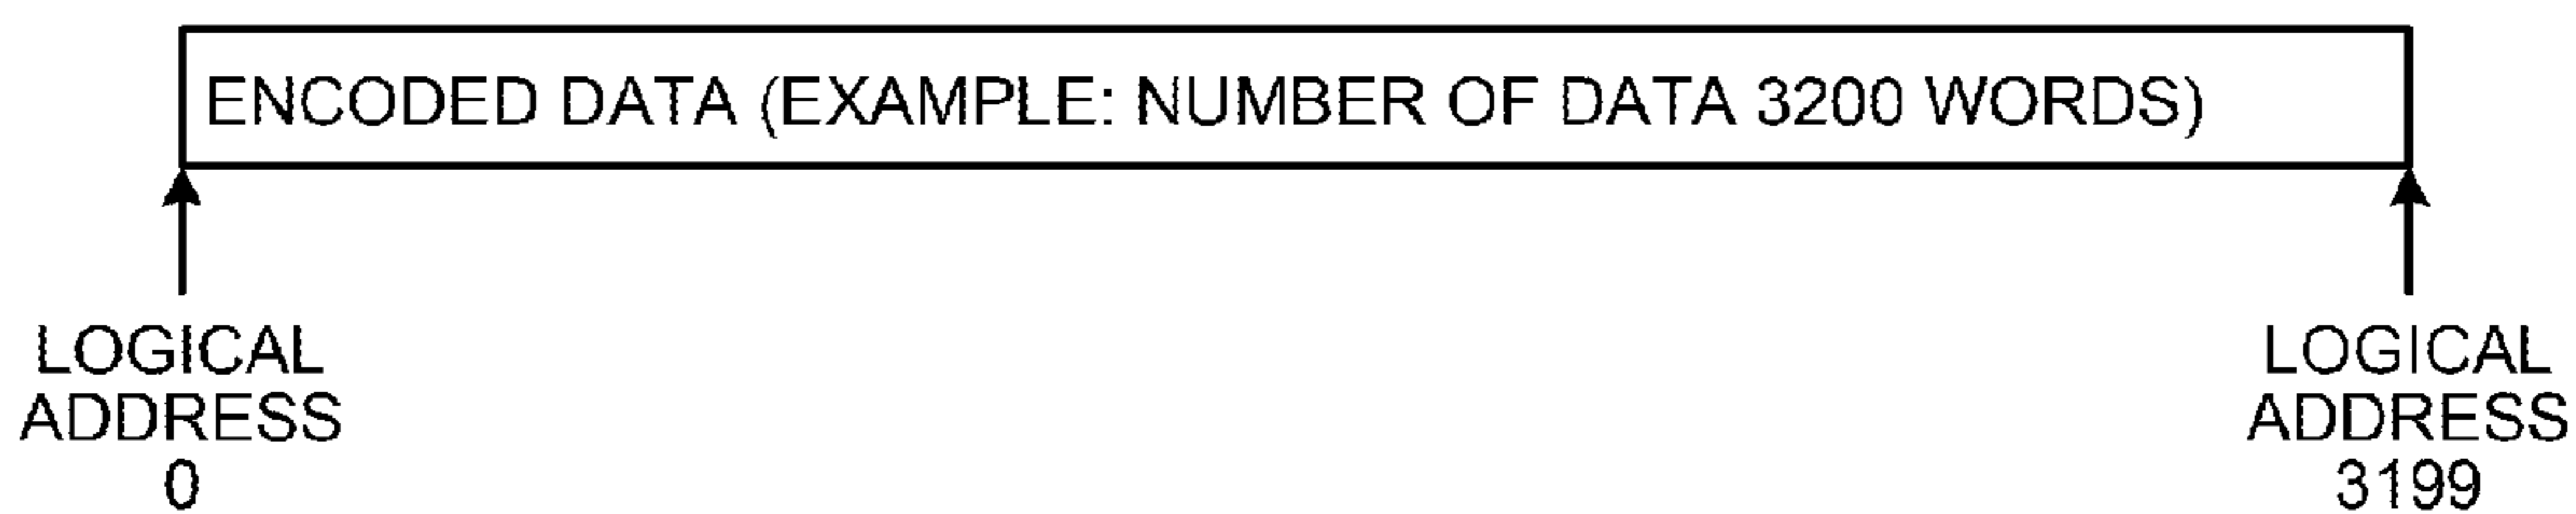 ENCODED DATA (EXAMPLE: NUMBER OF DATA 3200 WORDS)
LOGICAL
ADDRESS
0
LOGICAL
ADDRESS
3199